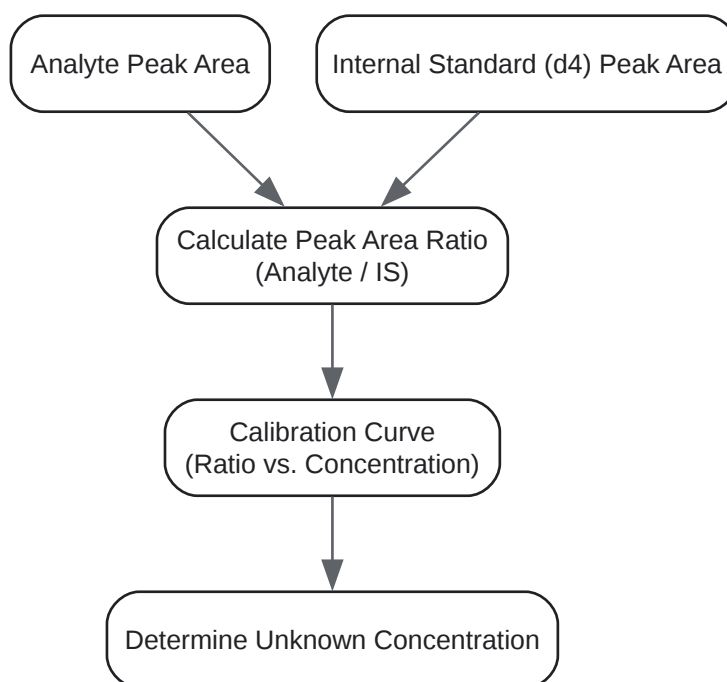 Analyte Peak Area
Internal Standard (d4) Peak Area
Calculate Peak Area Ratio
(Analyte / IS)
Calibration Curve
(Ratio vs. Concentration)
Determine Unknown Concentration